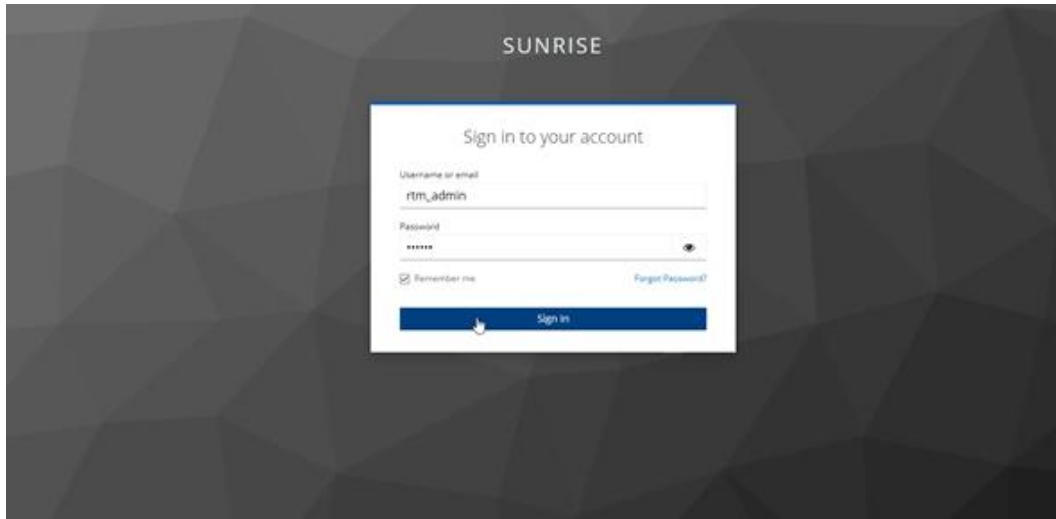 SUNRISE
Sign in to your account
Username or email
rtm_admin
Password
••••••
Remember me Forgot Password?
Sign In